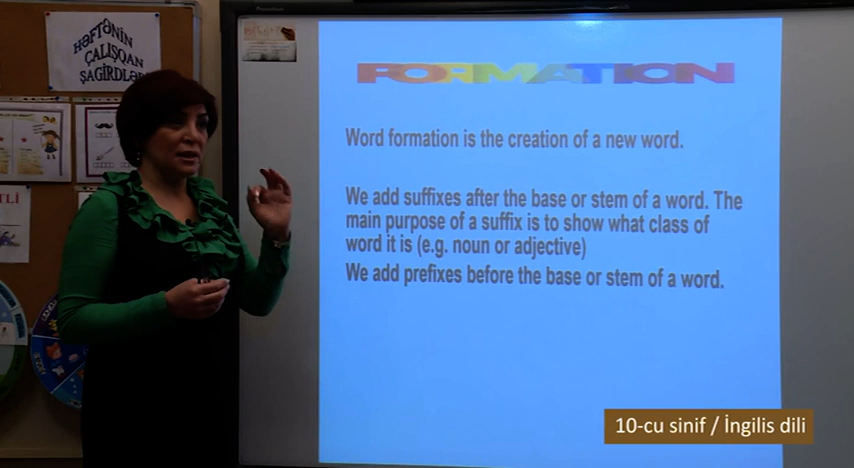 HƏFTƏNİN
ÇALIŞQAN
ŞAGİRDLƏRİ
FORMATION
Word formation is the creation of a new word.
We add suffixes after the base or stem of a word. The
main purpose of a suffix is to show what class of
word it is (e.g. noun or adjective)
We add prefixes before the base or stem of a word.
10-cu sinif / İngilis dili